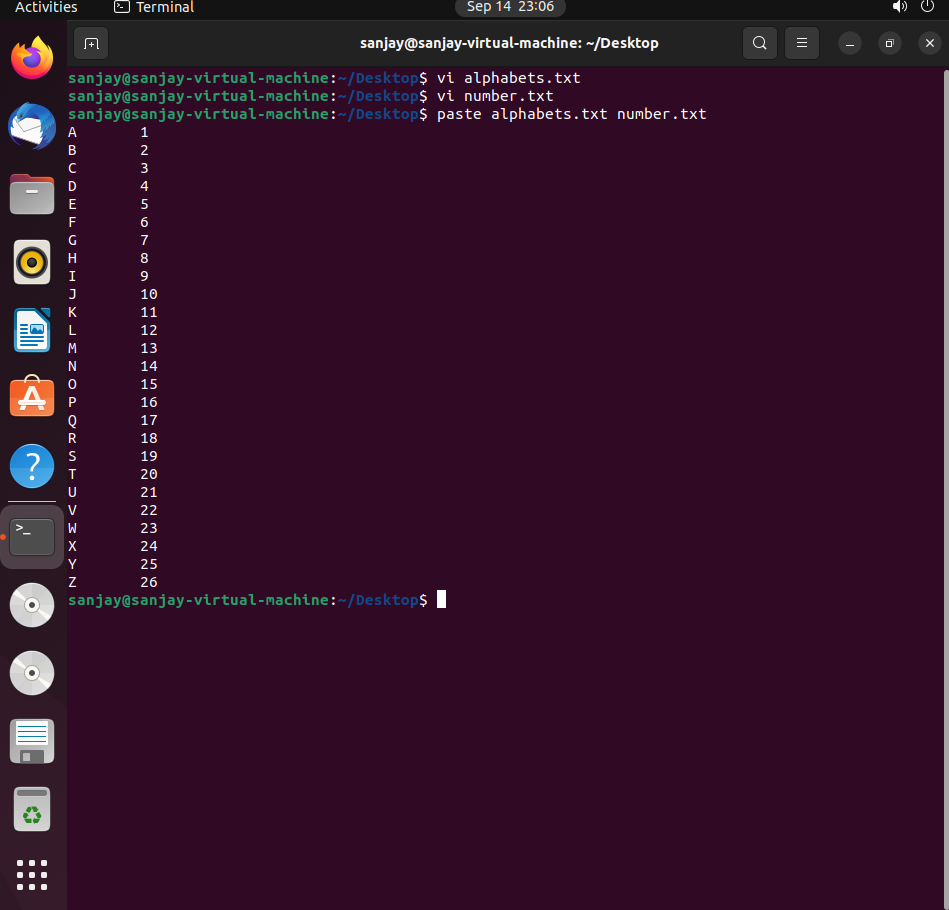 Activities Terminal Sep 14 23:06
sanjay@sanjay-virtual-machine: ~/Desktop
sanjay@sanjay-virtual-machine:~/Desktop$ vi alphabets.txt
sanjay@sanjay-virtual-machine:~/Desktop$ vi number.txt
sanjay@sanjay-virtual-machine:~/Desktop$ paste alphabets.txt number.txt
A 1
B 2
C 3
D 4
E 5
F 6
G 7
H 8
I 9
J 10
K 11
L 12
M 13
N 14
O 15
P 16
Q 17
R 18
S 19
T 20
U 21
V 22
W 23
X 24
Y 25
Z 26
sanjay@sanjay-virtual-machine:~/Desktop$